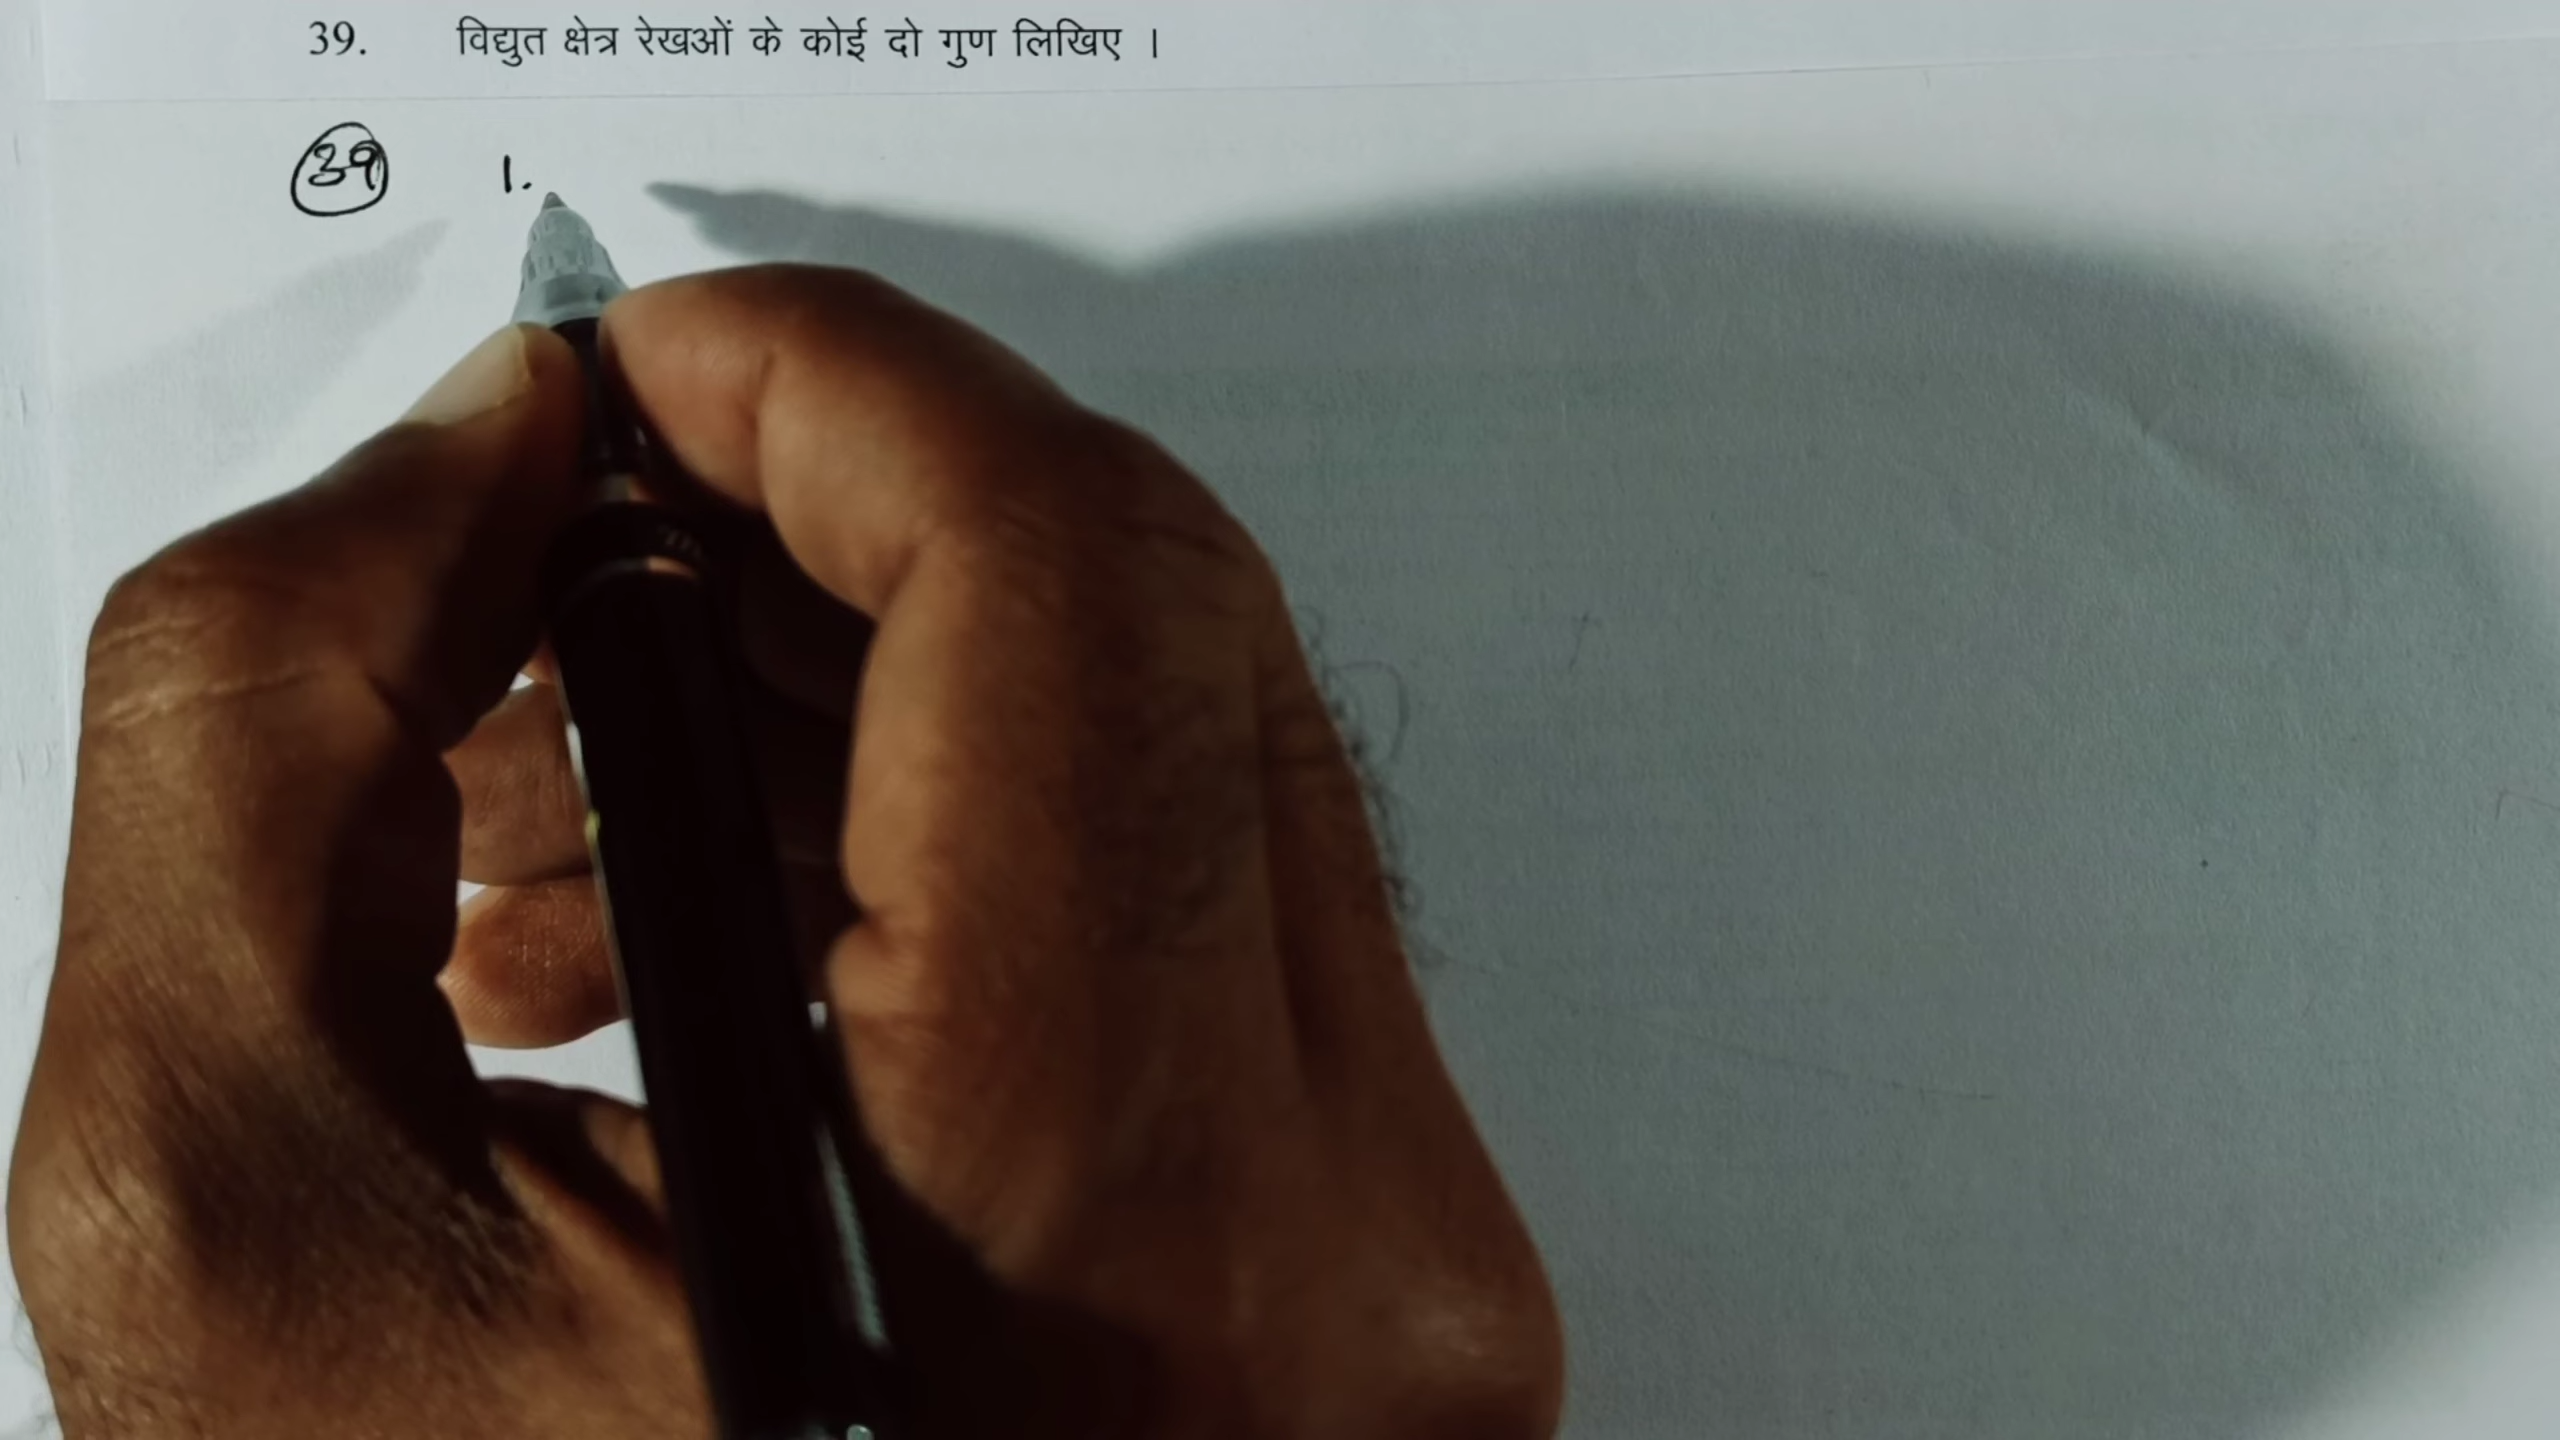 39. विद्युत क्षेत्र रेखओं के कोई दो गुण लिखिए ।
39 1.